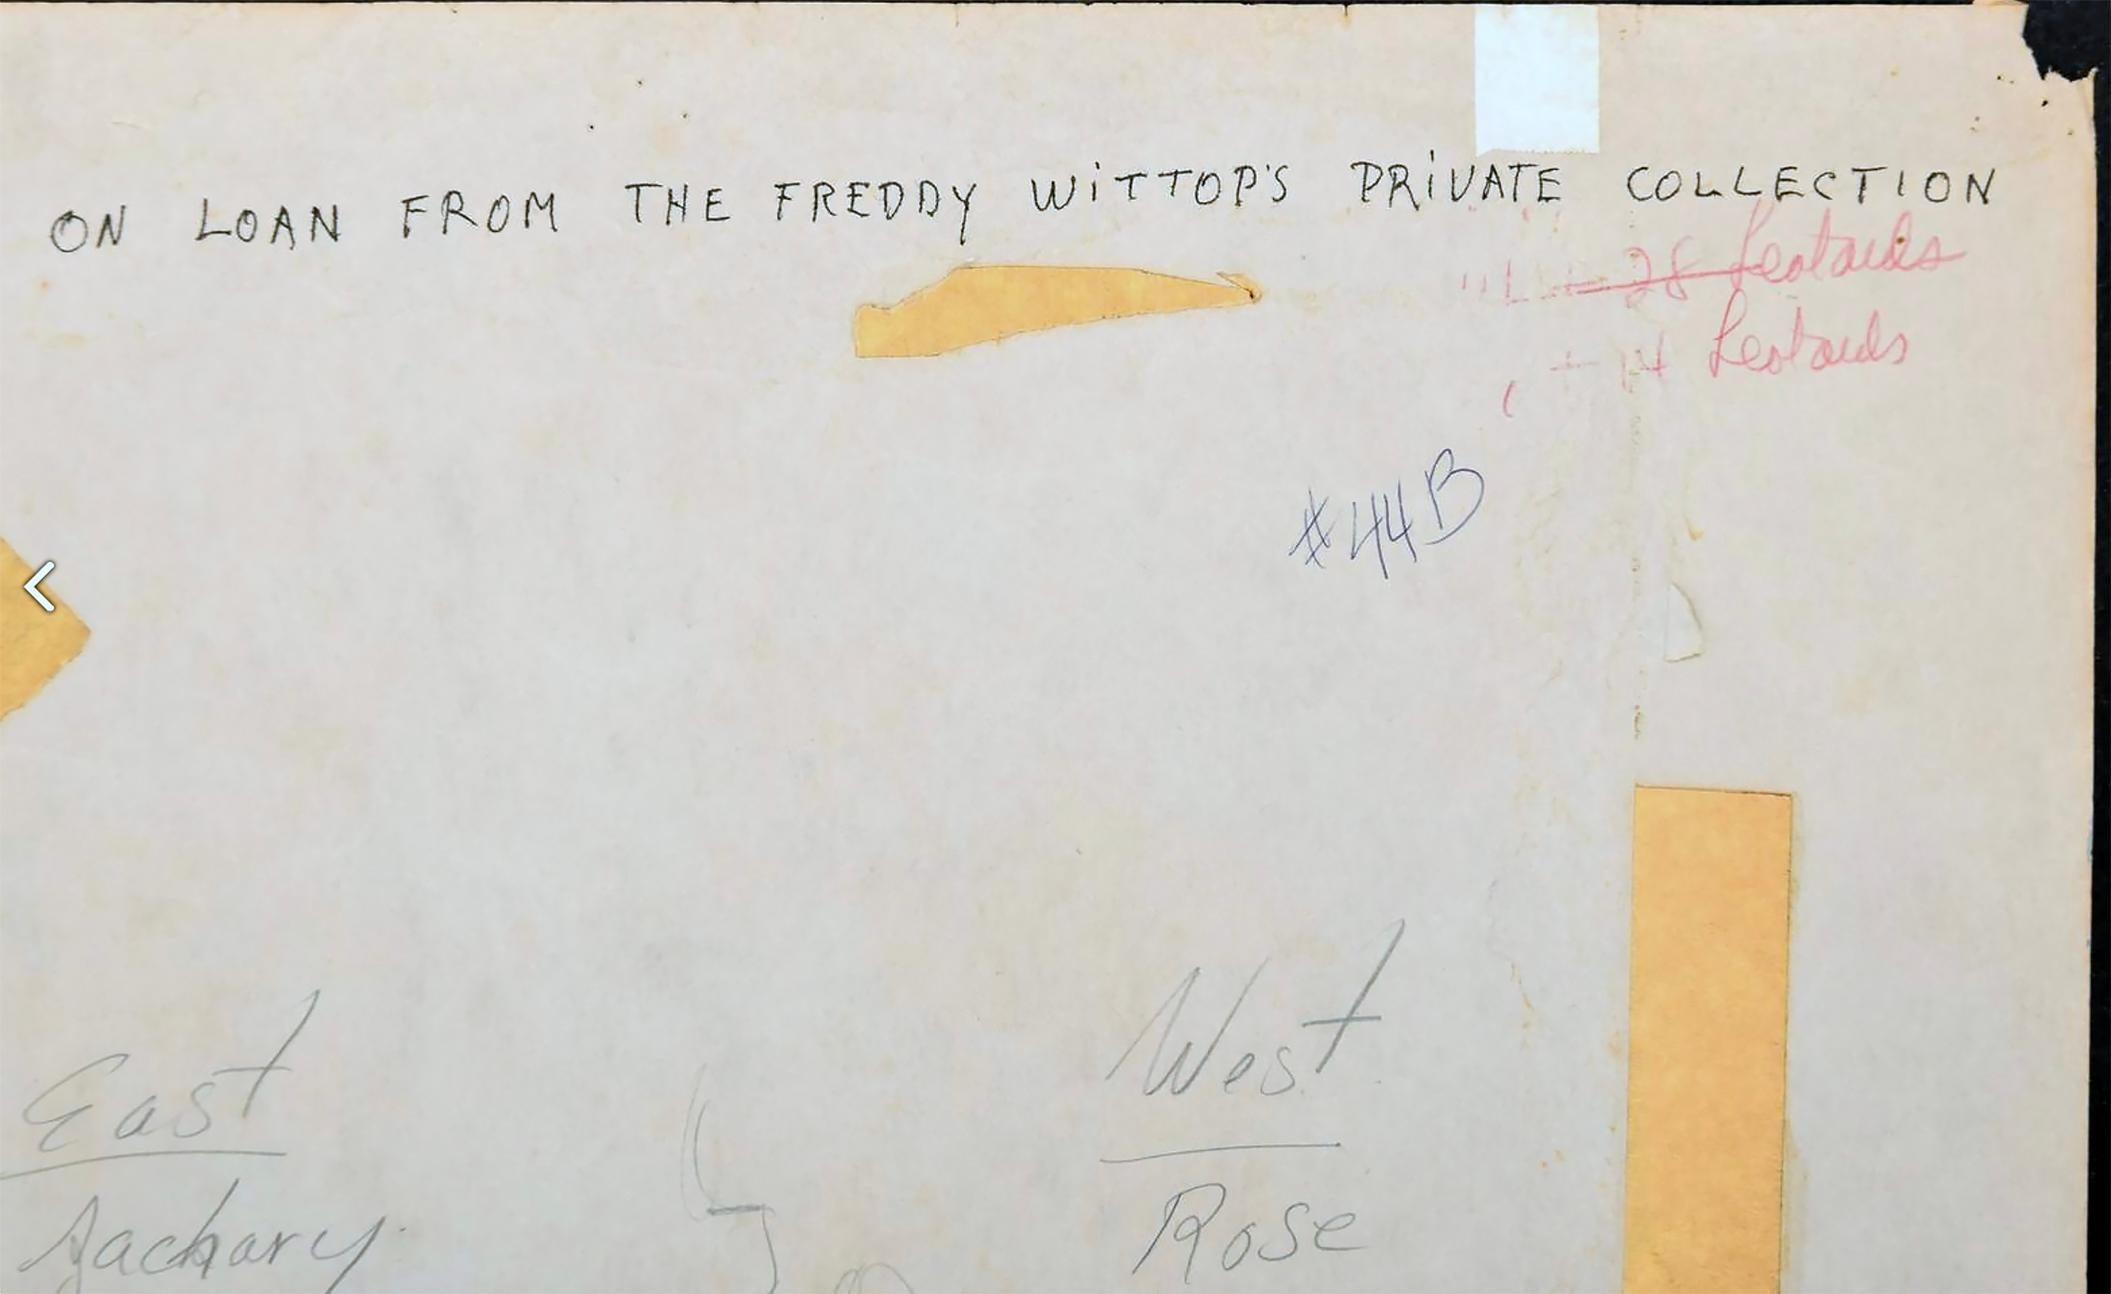 ON LOAN FROM THE FREDDY WITTOP'S PRIVATE COLLECTION
28 Leotards
+ 14 Leotards
#44B
East
West
Zachary
Rose